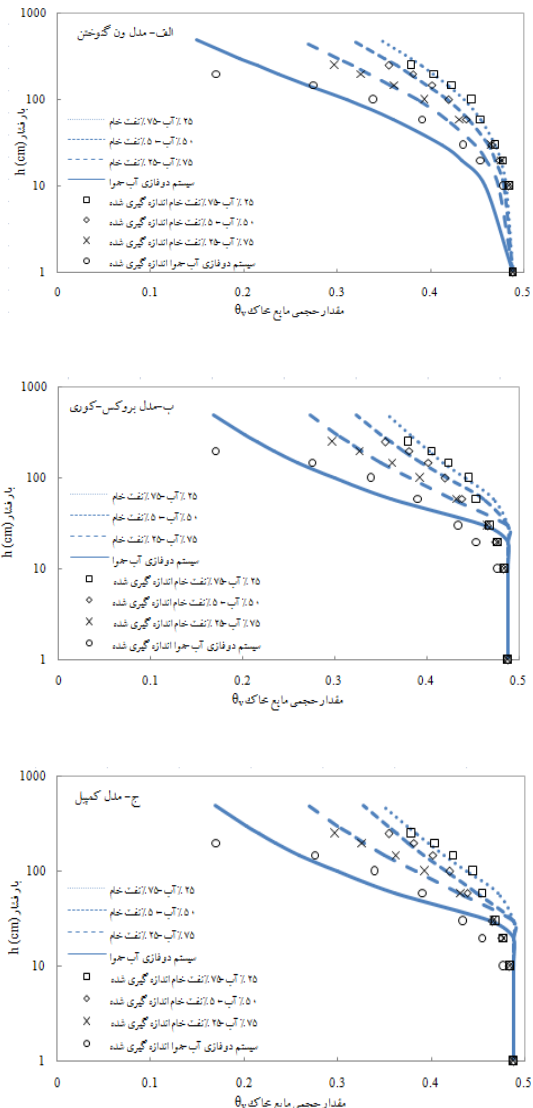 الف- مدل ون گنوختن
1000
100
10
1
h (cm) بار فشار
۲۵٪ آب-۷۵٪نفت خام
۵۰٪ آب-۵۰٪نفت خام
۷۵٪ آب-۲۵٪نفت خام
سیستم دوفازی آب-هوا
۲۵٪ آب-۷۵٪نفت خام اندازه گیری شده
۵۰٪ آب-۵۰٪نفت خام اندازه گیری شده
۷۵٪ آب-۲۵٪نفت خام اندازه گیری شده
سیستم دوفازی آب-هوا اندازه گیری شده
0 0.1 0.2 0.3 0.4 0.5
مقدار حجمی مایع خاک θv
ب-مدل بروکس-کوری
1000
100
10
1
h (cm) بار فشار
۲۵٪ آب-۷۵٪نفت خام
۵۰٪ آب-۵۰٪نفت خام
۷۵٪ آب-۲۵٪نفت خام
سیستم دوفازی آب-هوا
۲۵٪ آب-۷۵٪نفت خام اندازه گیری شده
۵۰٪ آب-۵۰٪نفت خام اندازه گیری شده
۷۵٪ آب-۲۵٪نفت خام اندازه گیری شده
سیستم دوفازی آب-هوا اندازه گیری شده
0 0.1 0.2 0.3 0.4 0.5
مقدار حجمی مایع خاک θv
ج- مدل کمپبل
1000
100
10
1
h (cm) بار فشار
۲۵٪ آب-۷۵٪نفت خام
۵۰٪ آب-۵۰٪نفت خام
۷۵٪ آب-۲۵٪نفت خام
سیستم دوفازی آب-هوا
۲۵٪ آب-۷۵٪نفت خام اندازه گیری شده
۵۰٪ آب-۵۰٪نفت خام اندازه گیری شده
۷۵٪ آب-۲۵٪نفت خام اندازه گیری شده
سیستم دوفازی آب-هوا اندازه گیری شده
0 0.1 0.2 0.3 0.4 0.5
مقدار حجمی مایع خاک θv